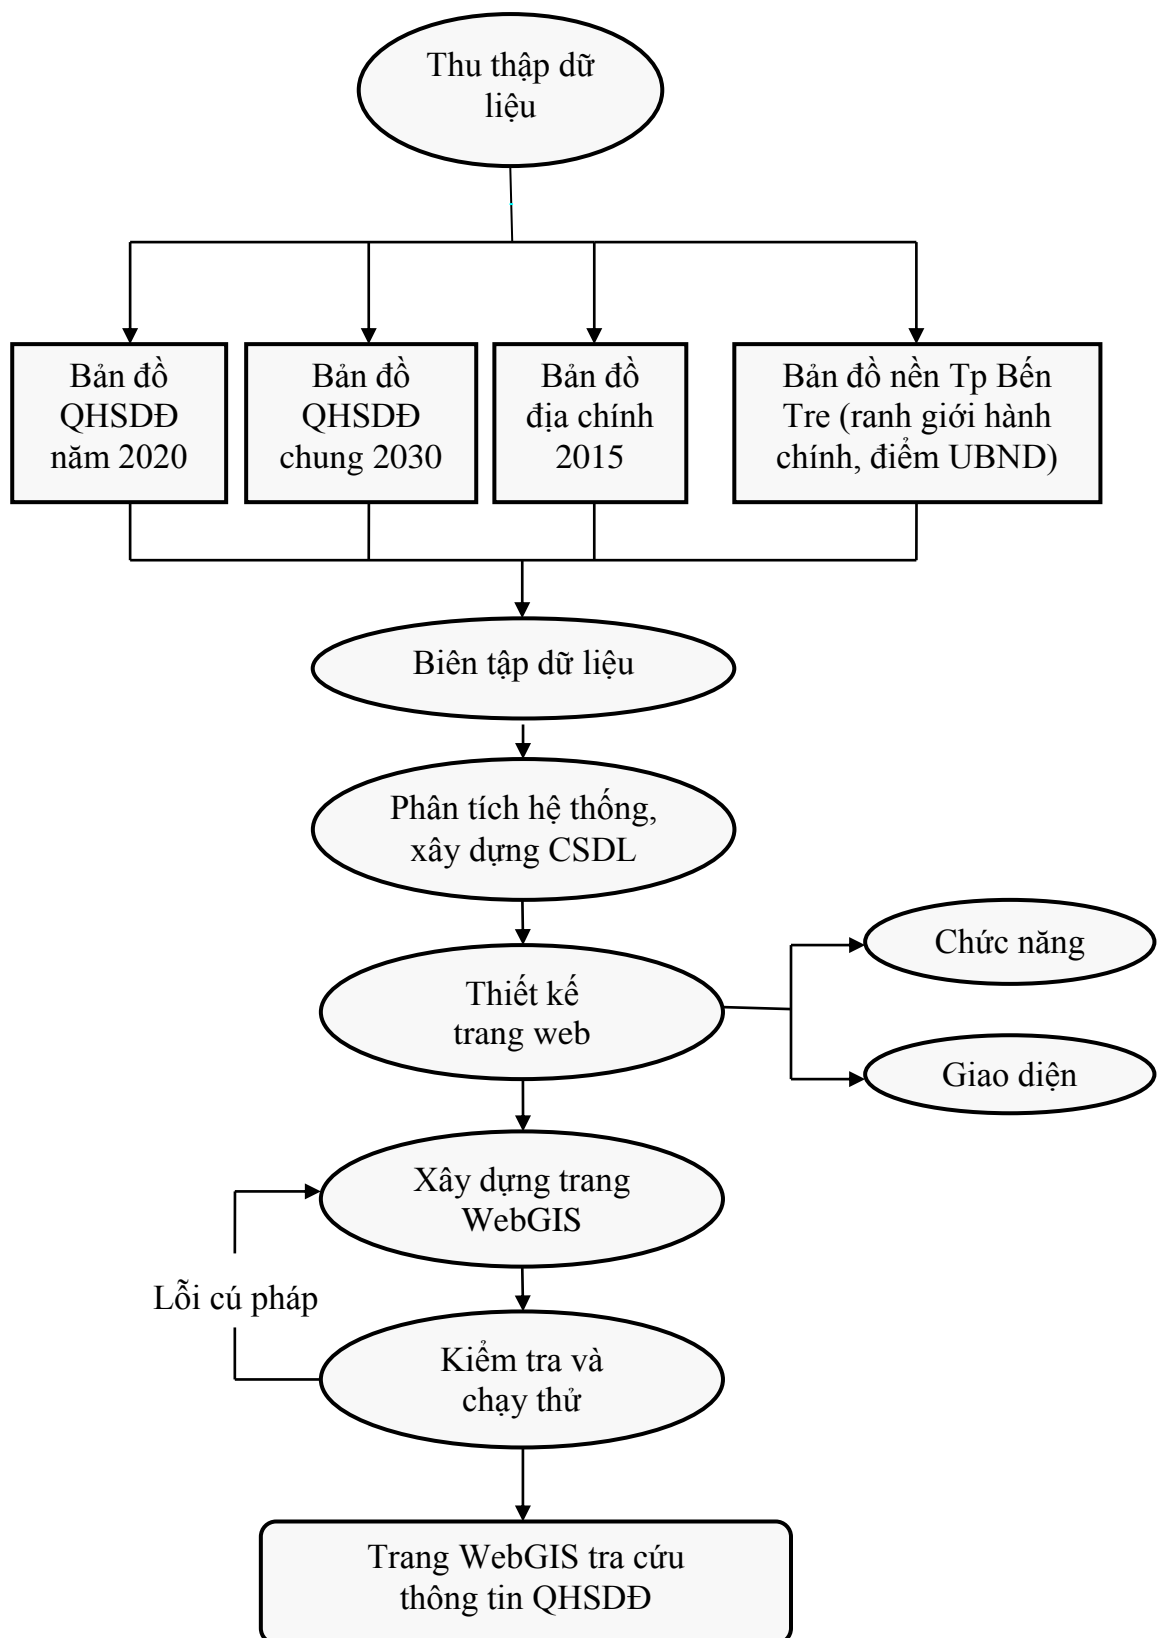 Thu thập dữ
liệu
Bản đồ
QHSDĐ
năm 2020
Bản đồ
QHSDĐ
chung 2030
Bản đồ
địa chính
2015
Bản đồ nền Tp Bến
Tre (ranh giới hành
chính, điểm UBND)
Biên tập dữ liệu
Phân tích hệ thống,
xây dựng CSDL
Thiết kế
trang web
Chức năng
Giao diện
Xây dựng trang
WebGIS
Lỗi cú pháp
Kiểm tra và
chạy thử
Trang WebGIS tra cứu
thông tin QHSDĐ